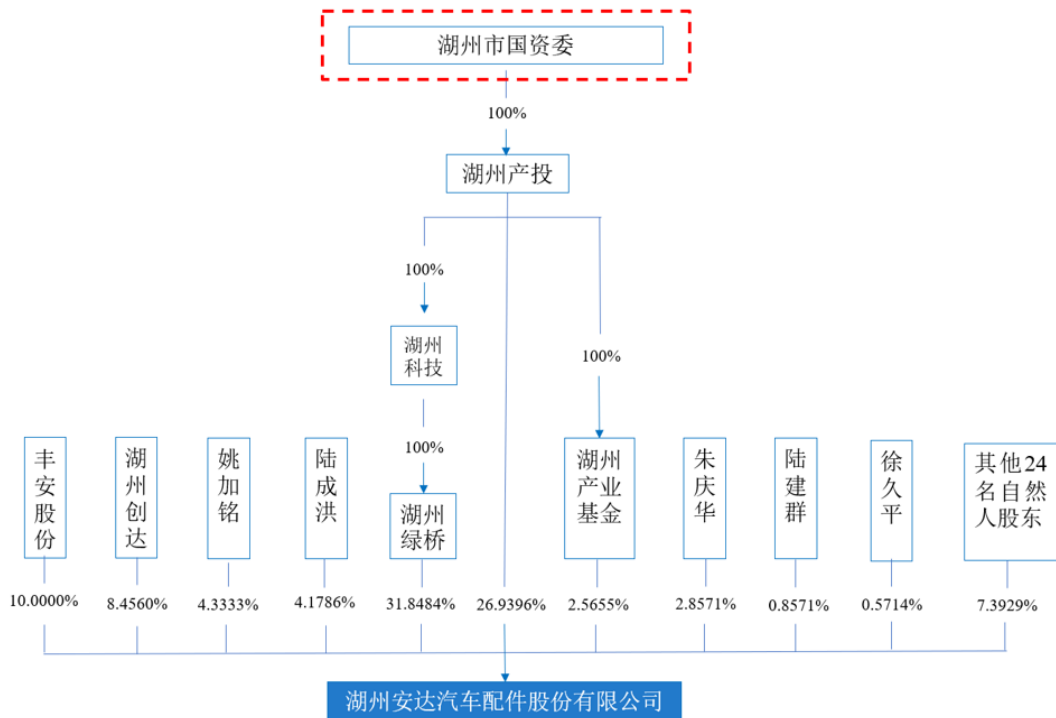 湖州市国资委
100%
湖州产投
100%
湖州
科技
100%
100%
丰安股份
湖州创达
姚加铭
陆成洪
湖州
绿桥
湖州
产业
基金
朱庆华
陆建群
徐久平
其他24
名自然
人股东
10.0000%
8.4560%
4.3333%
4.1786%
31.8484%
26.9396%
2.5655%
2.8571%
0.8571%
0.5714%
7.3929%
湖州安达汽车配件股份有限公司